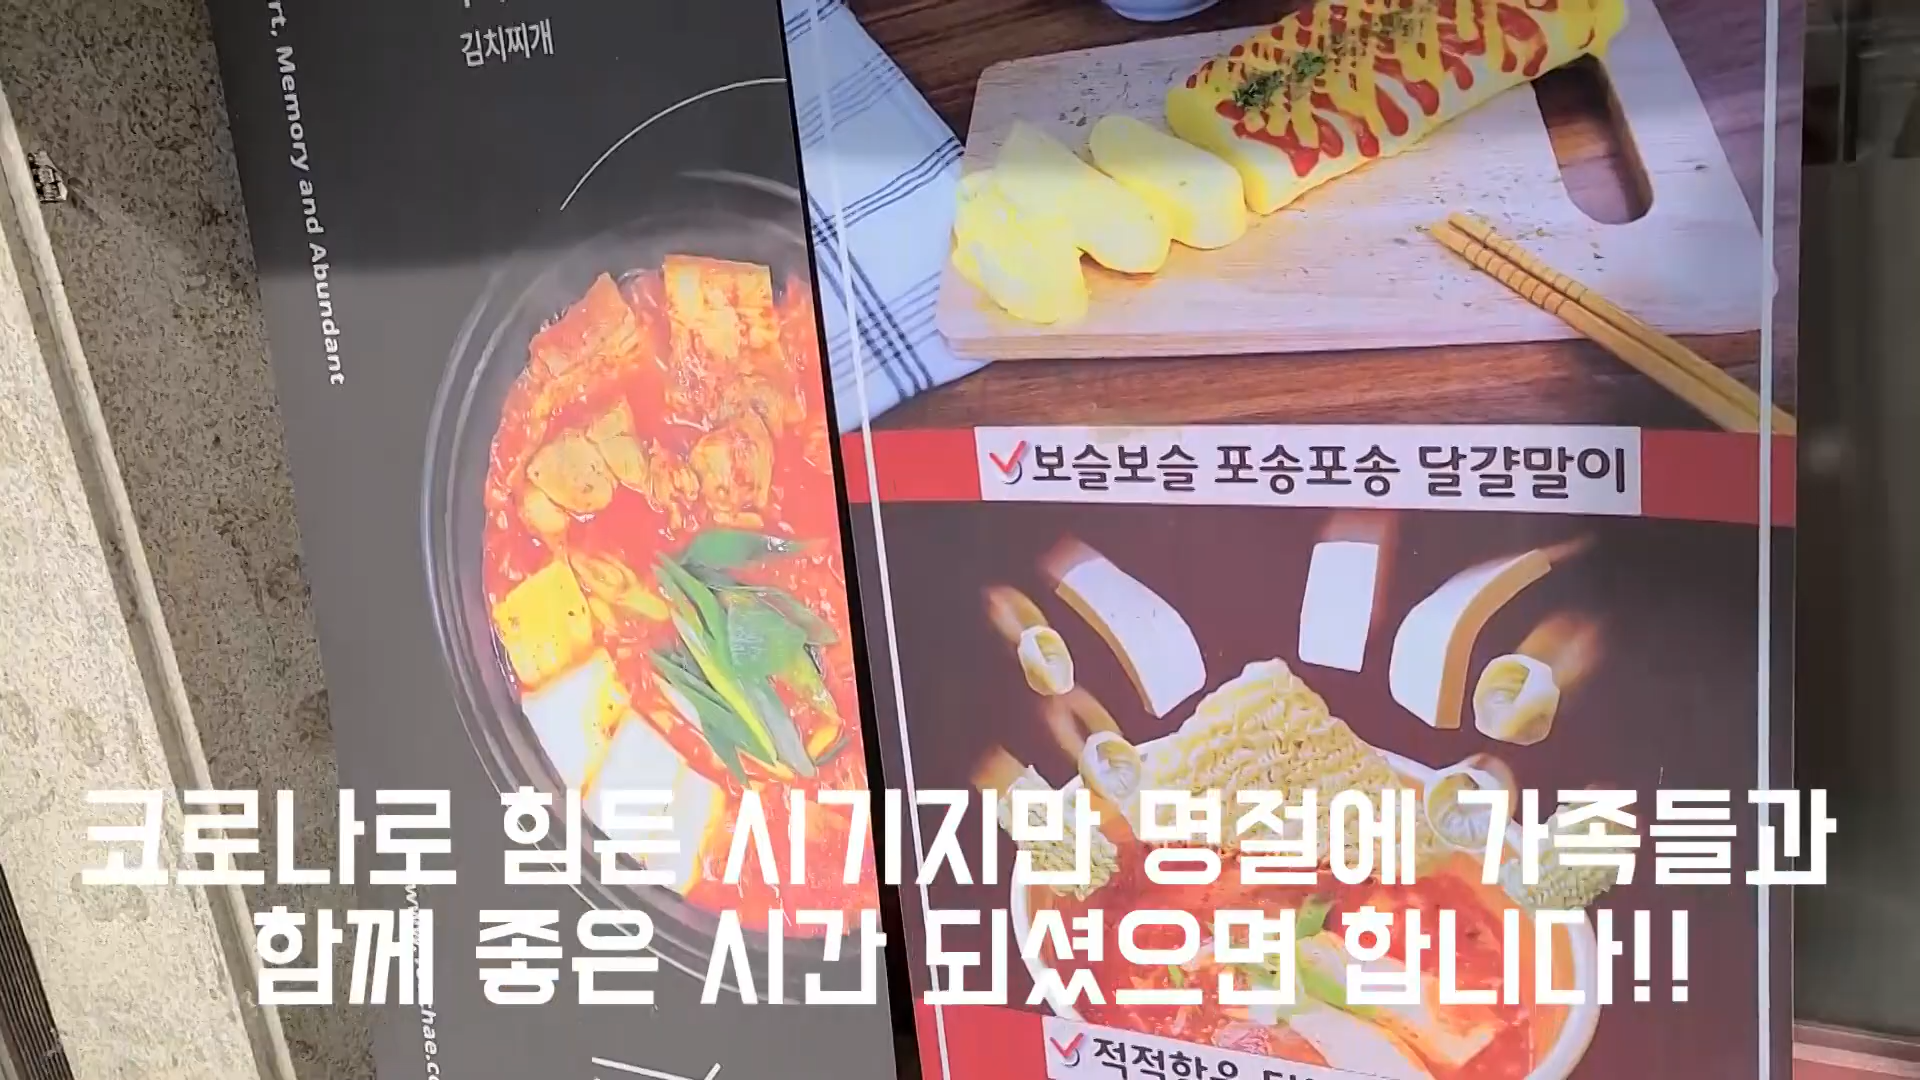 김치찌개
rt, Memory and Abundant
보슬보슬 포송포송 달걀말이
코로나로 힘든 시기지만 명절에 가족들과
함께 좋은 시간 되셨으면 합니다!!